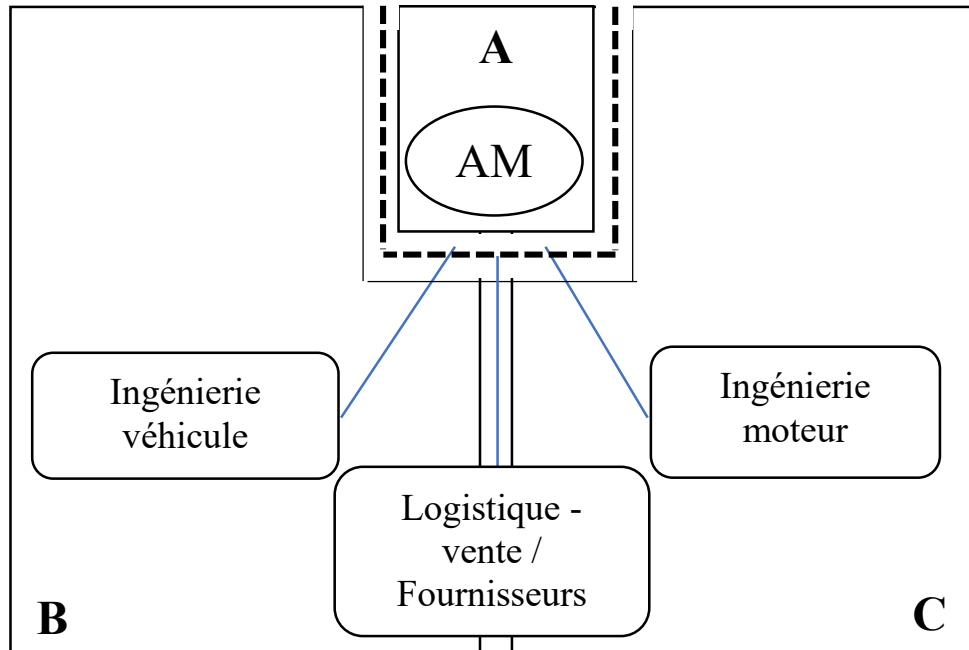 A
AM
Ingénierie
véhicule
Ingénierie
moteur
Logistique -
vente /
Fournisseurs
B
C